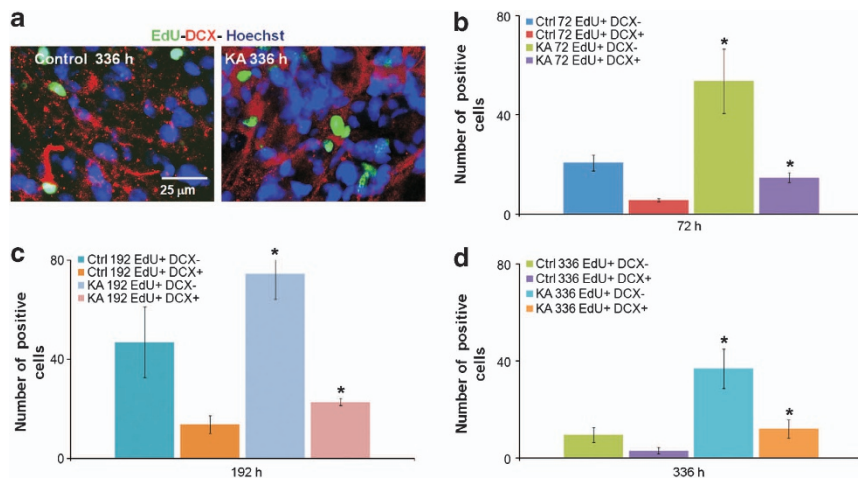 a
EdU-DCX- Hoechst
Control 336 h
KA 336 h
25 μm
b
80
40
0
Number of positive
cells
Ctrl 72 EdU+ DCX-
Ctrl 72 EdU+ DCX+
KA 72 EdU+ DCX-
KA 72 EdU+ DCX+
*
*
72 h
c
80
40
0
Number of positive
cells
Ctrl 192 EdU+ DCX-
Ctrl 192 EdU+ DCX+
KA 192 EdU+ DCX-
KA 192 EdU+ DCX+
*
*
192 h
d
80
40
0
Number of positive
cells
Ctrl 336 EdU+ DCX-
Ctrl 336 EdU+ DCX+
KA 336 EdU+ DCX-
KA 336 EdU+ DCX+
*
*
336 h